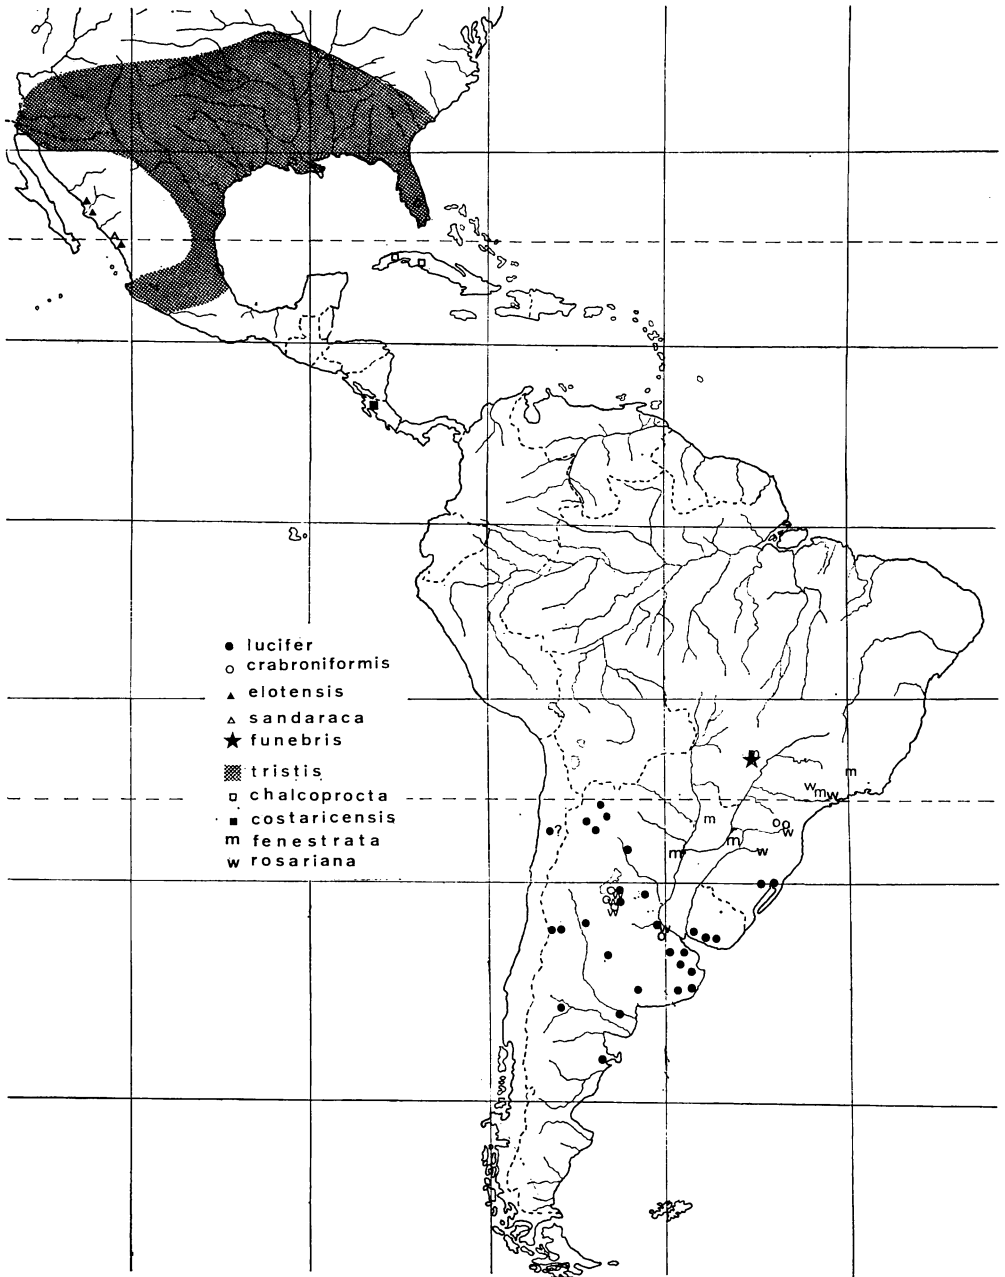 lucifer
crabroniformis
elotensis
sandaraca
funebris
tristis
chalcoprocta
costaricensis
m fenestrata
w rosariana
m
w m w
m
w
m
w
m
?
w
w
w